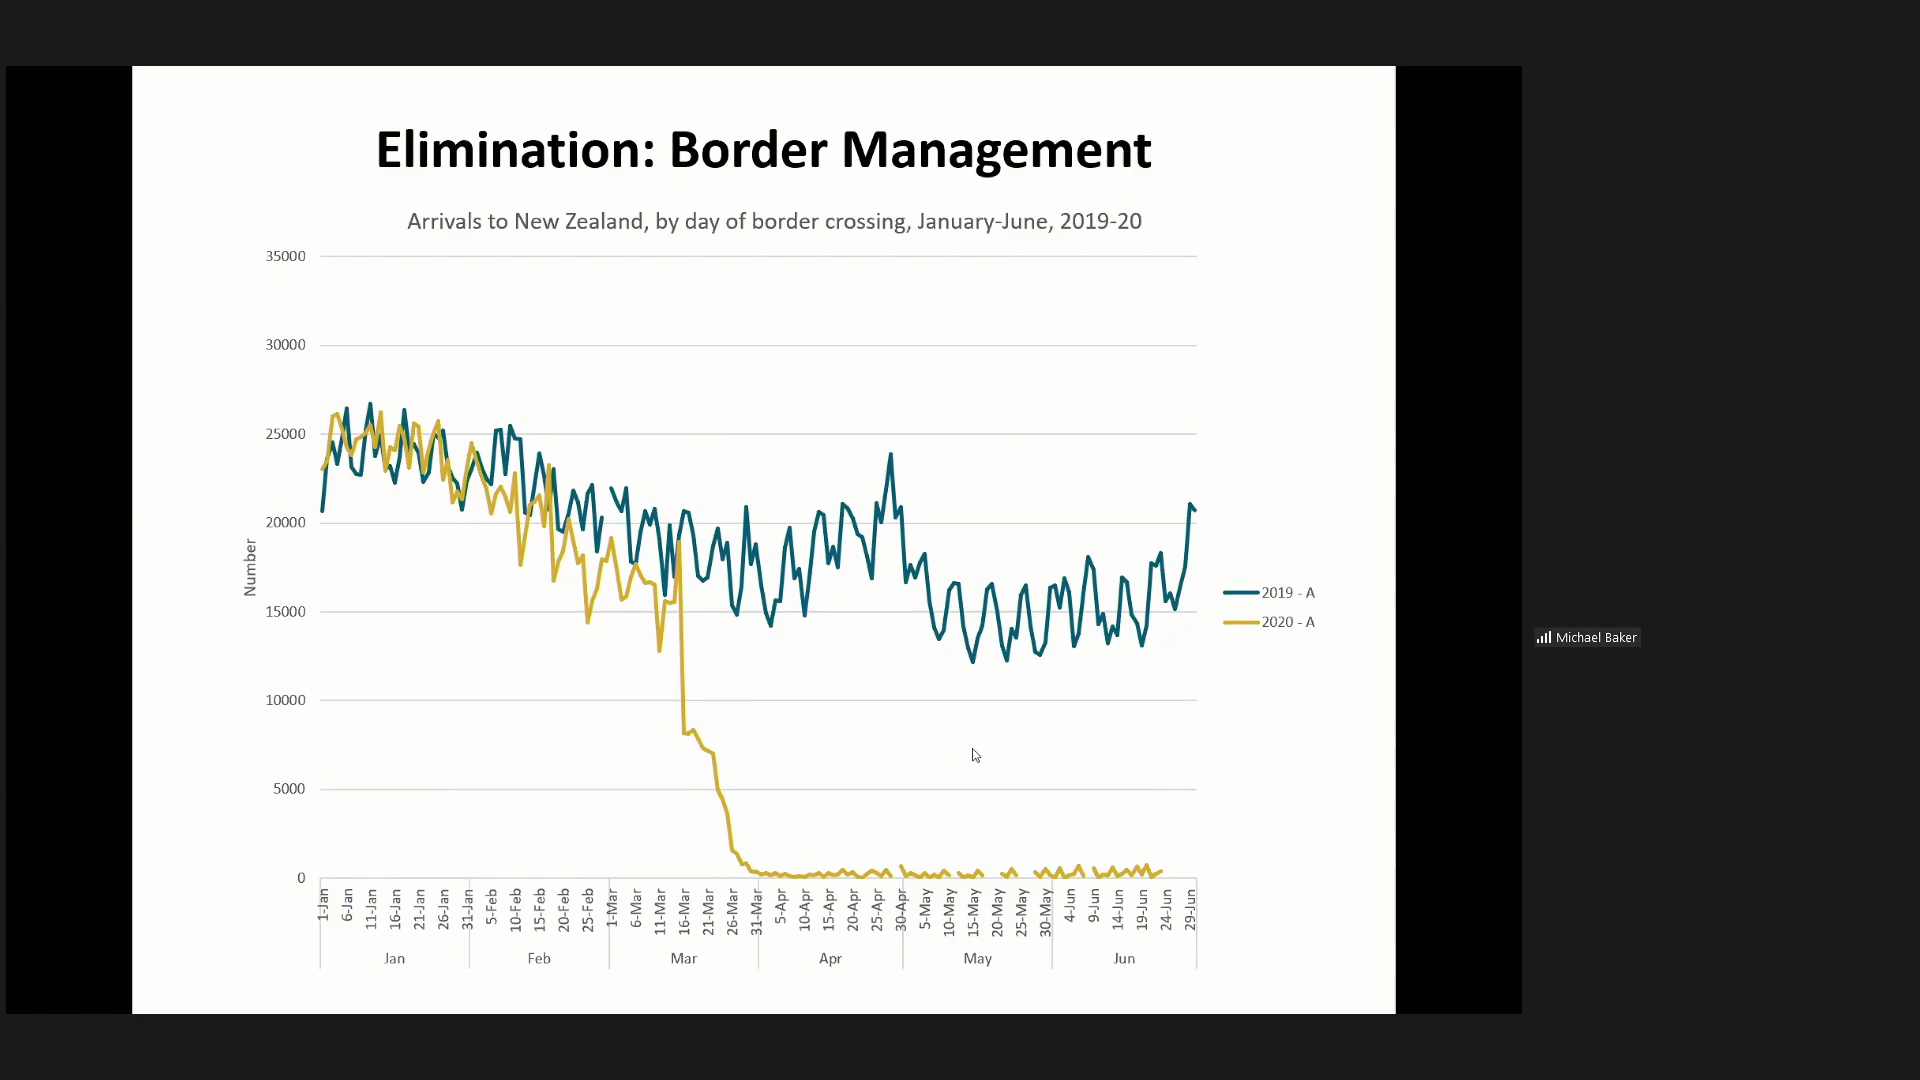 Elimination: Border Management
Arrivals to New Zealand, by day of border crossing, January-June, 2019-20
35000
30000
25000
20000
15000
10000
5000
0
Number
1-Jan
6-Jan
11-Jan
16-Jan
21-Jan
26-Jan
31-Jan
5-Feb
10-Feb
15-Feb
20-Feb
25-Feb
1-Mar
6-Mar
11-Mar
16-Mar
21-Mar
26-Mar
31-Mar
5-Apr
10-Apr
15-Apr
20-Apr
25-Apr
30-Apr
5-May
10-May
15-May
20-May
25-May
30-May
4-Jun
9-Jun
14-Jun
19-Jun
24-Jun
29-Jun
Jan
Feb
Mar
Apr
May
Jun
2019 - A
2020 - A
Michael Baker